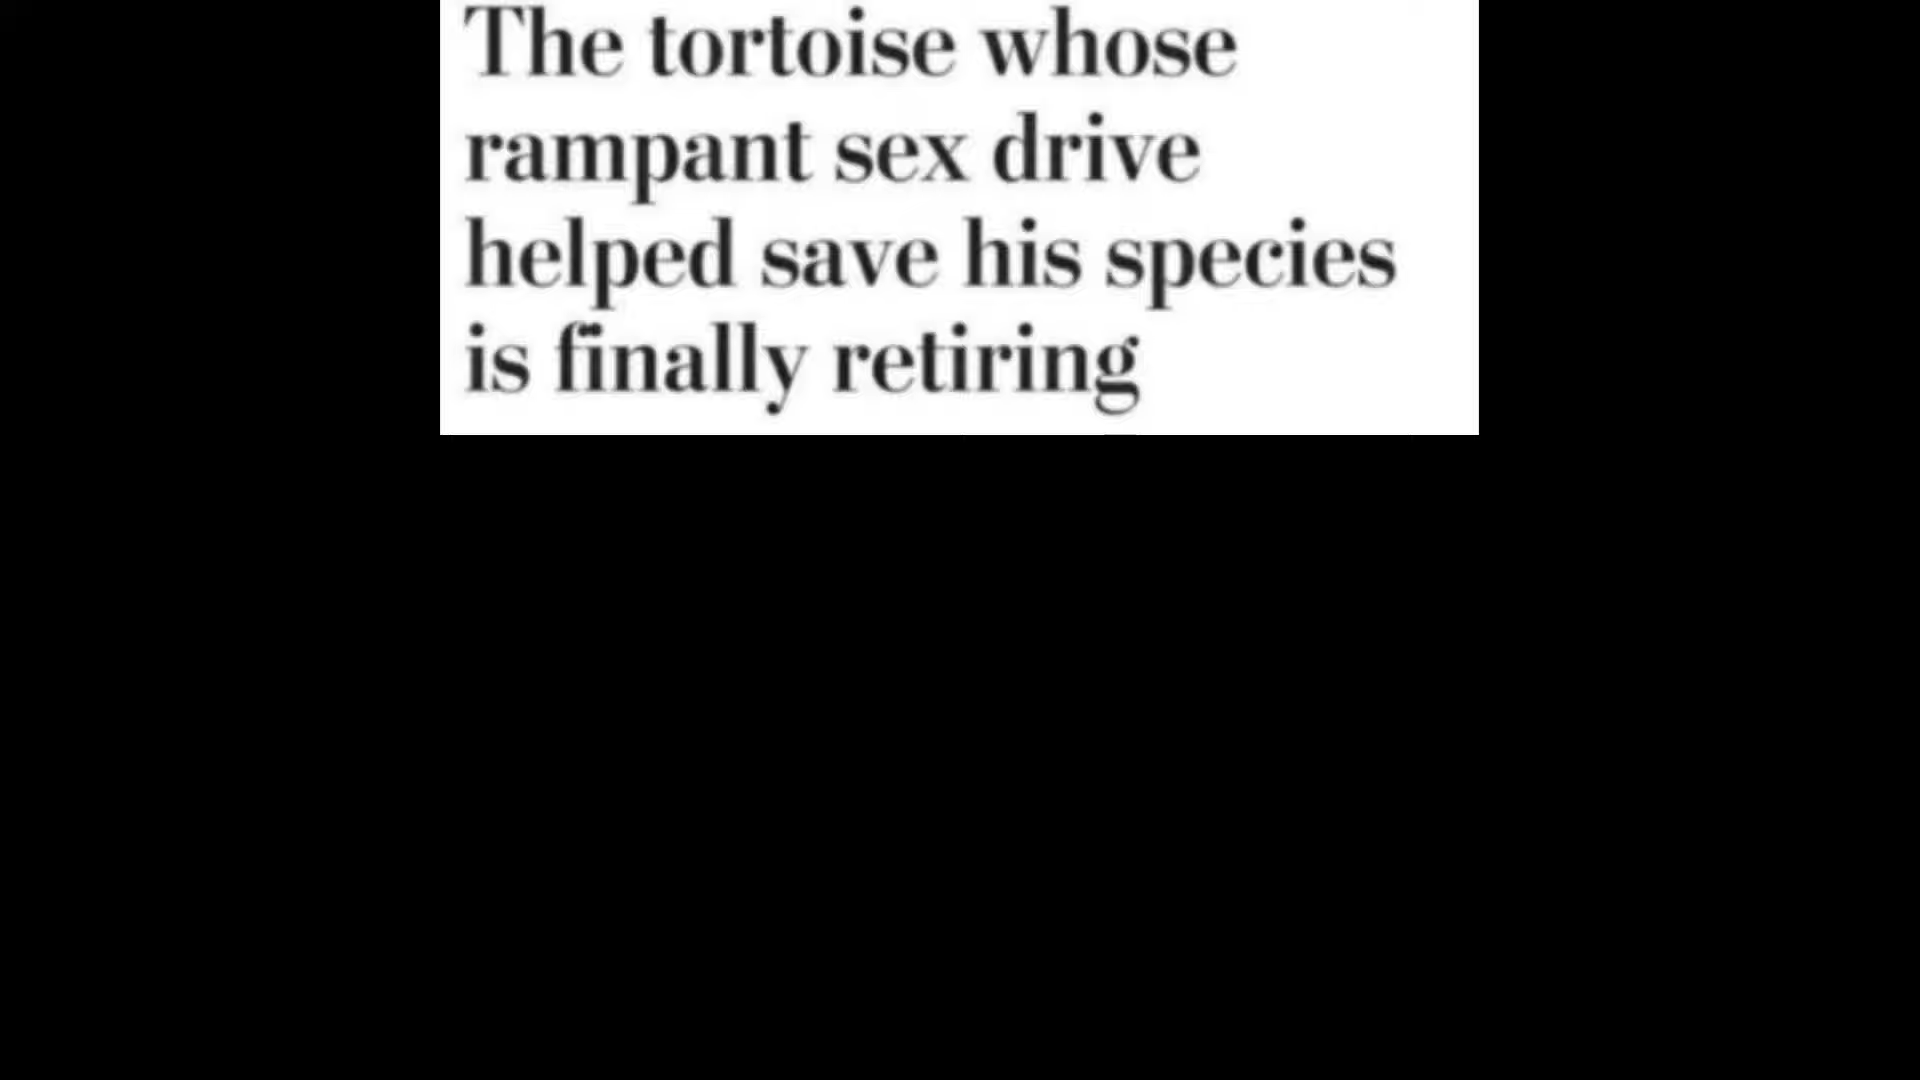 The tortoise whose
rampant sex drive
helped save his species
is finally retiring